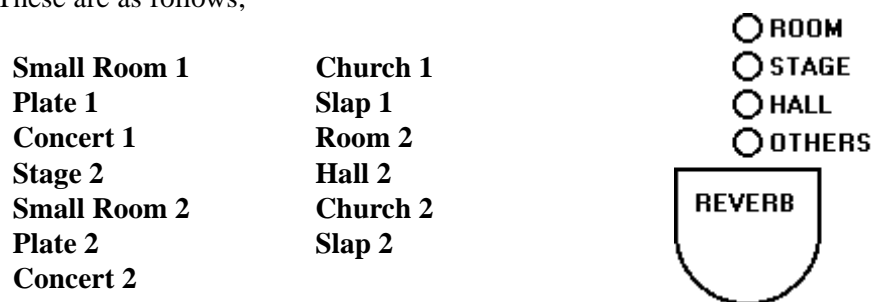 These are as follows,
Small Room 1
Plate 1
Concert 1
Stage 2
Small Room 2
Plate 2
Concert 2
Church 1
Slap 1
Room 2
Hall 2
Church 2
Slap 2
ROOM
STAGE
HALL
OTHERS
REVERB